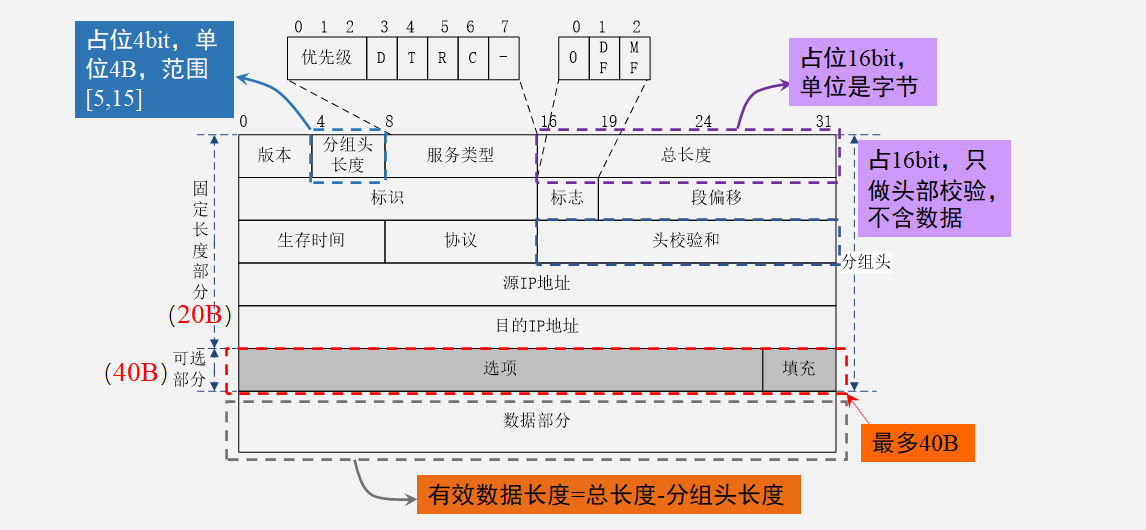 占位4bit，单
位4B，范围
[5,15]
0 1 2 3 4 5 6 7
优先级 D T R C -
0 1 2
0 D
F M
F
占位16bit，
单位是字节
0 4 8 16 19 24 31
版本
分组头
长度
服务类型
总长度
标识
标志
段偏移
生存时间
协议
头校验和
源IP地址
目的IP地址
选项
填充
数据部分
固
定
长
度
部
分
(20B)
(40B)
可选
部分
占16bit，只
做头部校验，
不含数据
分组头
最多40B
有效数据长度=总长度-分组头长度